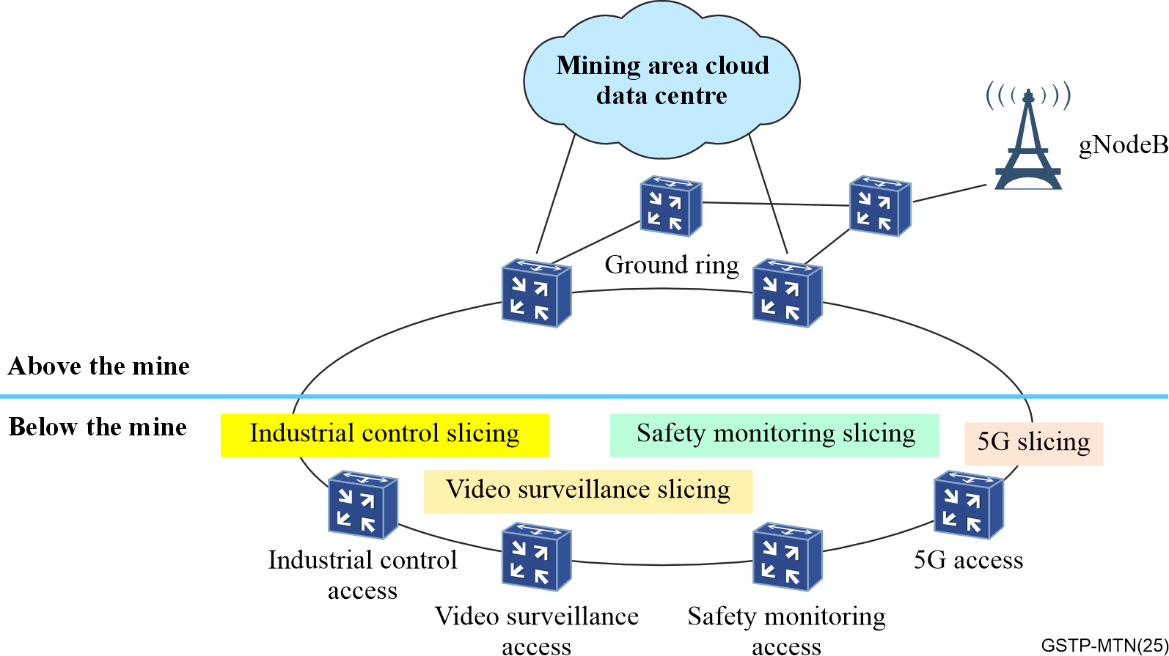 Mining area cloud
data centre
gNodeB
Ground ring
Above the mine
Below the mine
Industrial control slicing
Safety monitoring slicing
5G slicing
Video surveillance slicing
Industrial control
access
5G access
Video surveillance
access
Safety monitoring
access
GSTP-MTN(25)